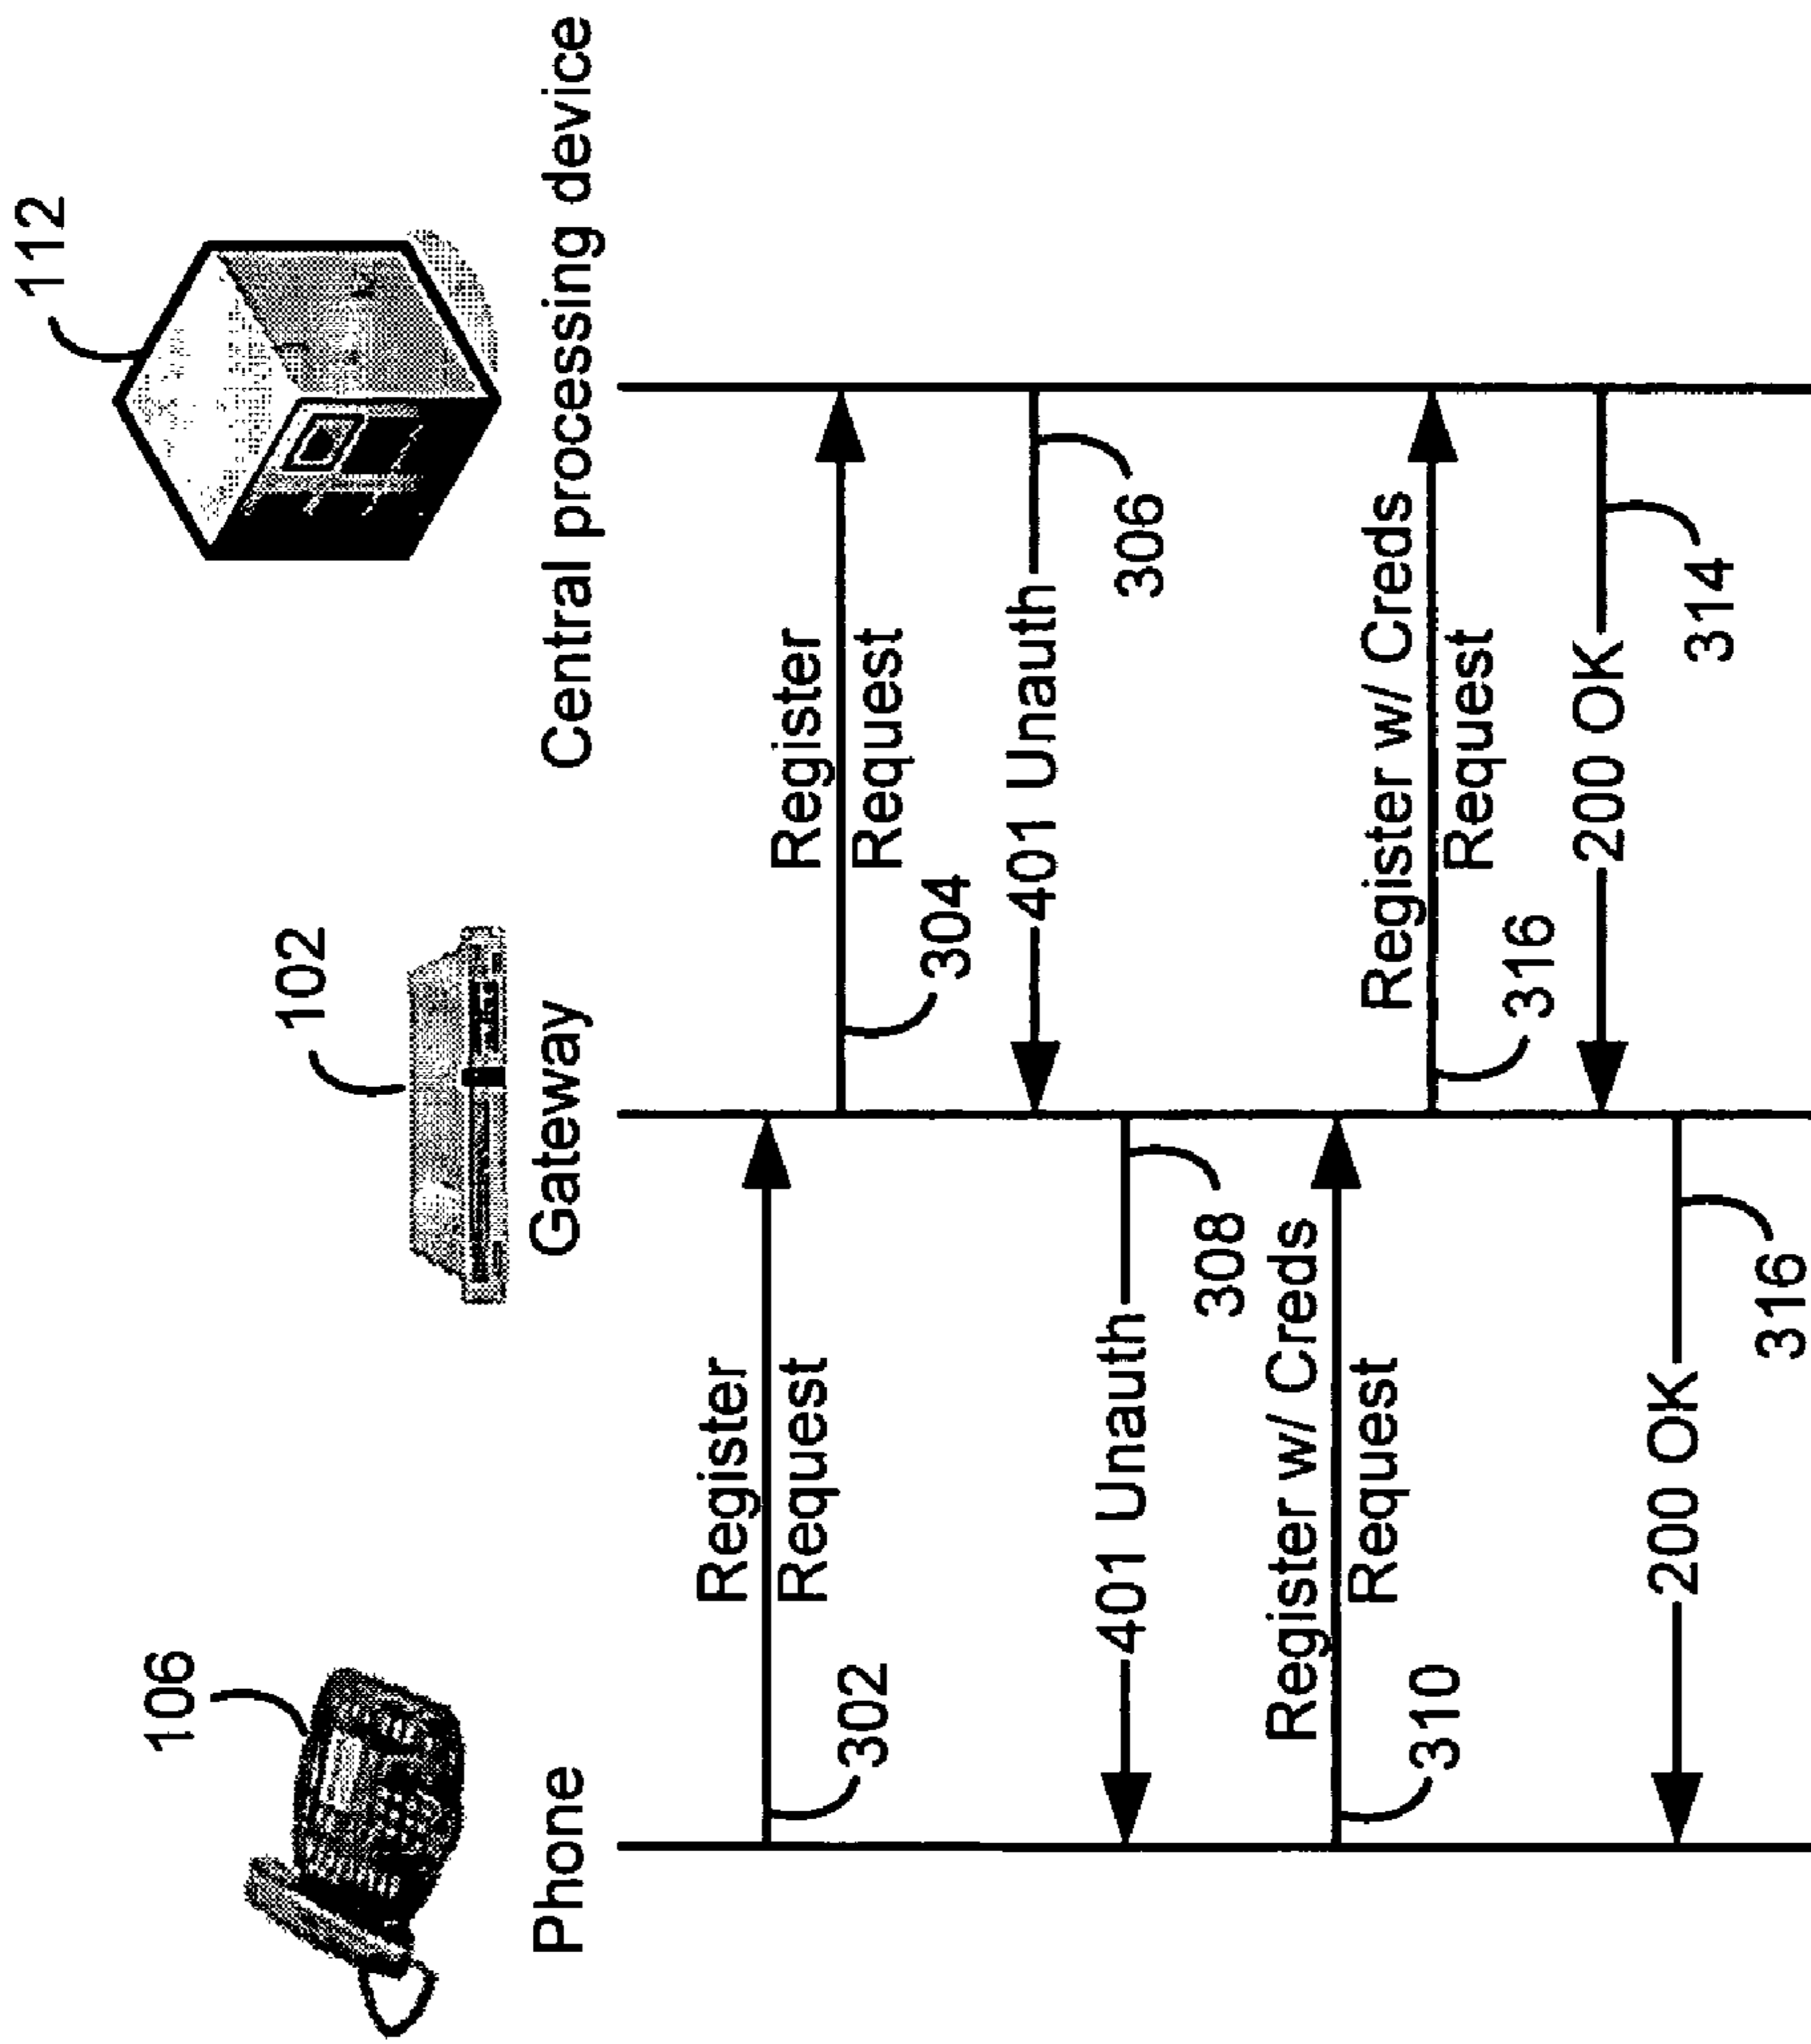 106
102
112
Phone
Gateway
Central processing device
Register
Request
302
Register
Request
304
401 Unauth
306
401 Unauth
308
Register w/ Creds
Request
310
Register w/ Creds
Request
316
200 OK
314
200 OK
316